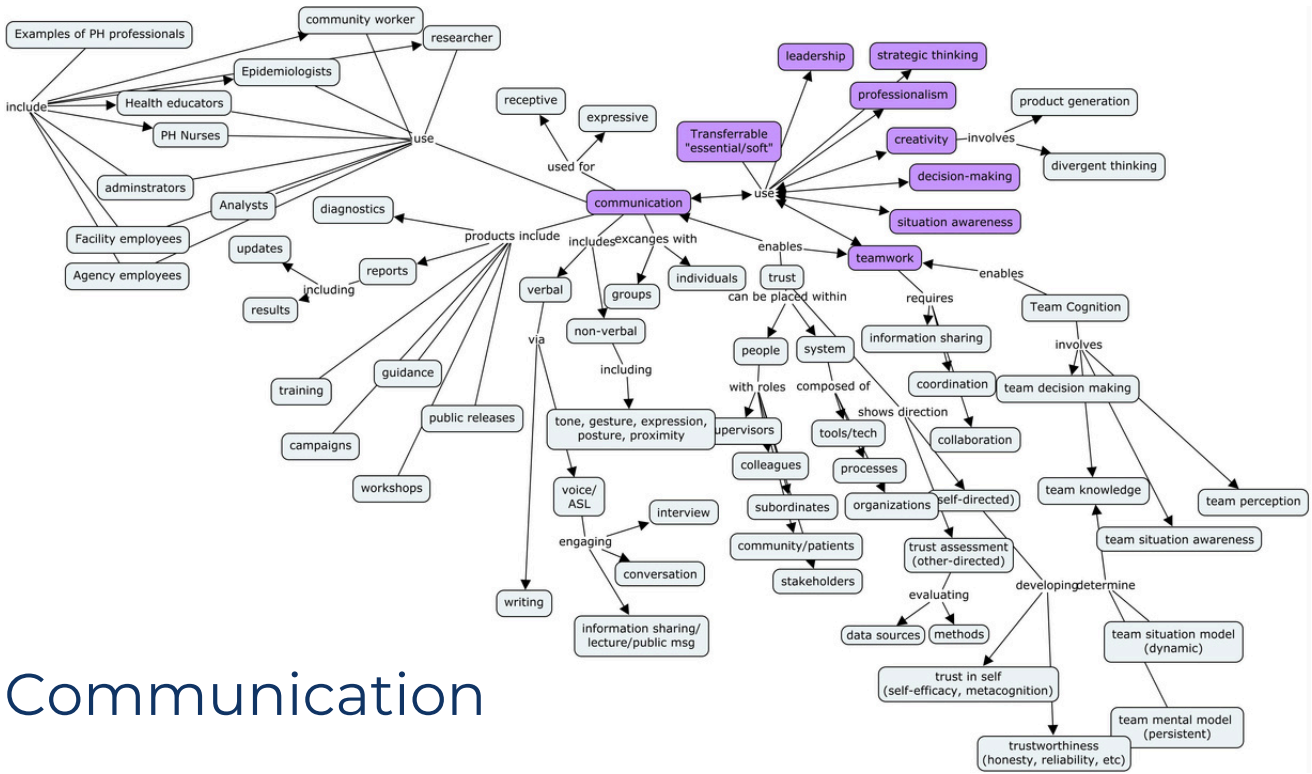 Examples of PH professionals
community worker
researcher
Epidemiologists
include
Health educators
PH Nurses
use
adminstrators
Analysts
Facility employees
Agency employees
receptive
expressive
used for
Transferrable
"essential/soft"
leadership
strategic thinking
professionalism
creativity
involves
product generation
divergent thinking
decision-making
situation awareness
use
communication
teamwork
diagnostics
products include
updates
reports
including
results
training
guidance
public releases
campaigns
workshops
includes
excanges with
verbal
groups
individuals
non-verbal
via
including
tone, gesture, expression,
posture, proximity
voice/
ASL
engaging
interview
conversation
writing
information sharing/
lecture/public msg
enables
trust
can be placed within
people
system
with roles
composed of
upervisors
colleagues
subordinates
community/patients
stakeholders
tools/tech
processes
organizations
shows direction
self-directed)
trust assessment
(other-directed)
evaluating
data sources
methods
developing
trust in self
(self-efficacy, metacognition)
trustworthiness
(honesty, reliability, etc)
requires
information sharing
coordination
collaboration
enables
Team Cognition
involves
team decision making
team knowledge
team perception
team situation awareness
determine
team situation model
(dynamic)
team mental model
(persistent)
Communication